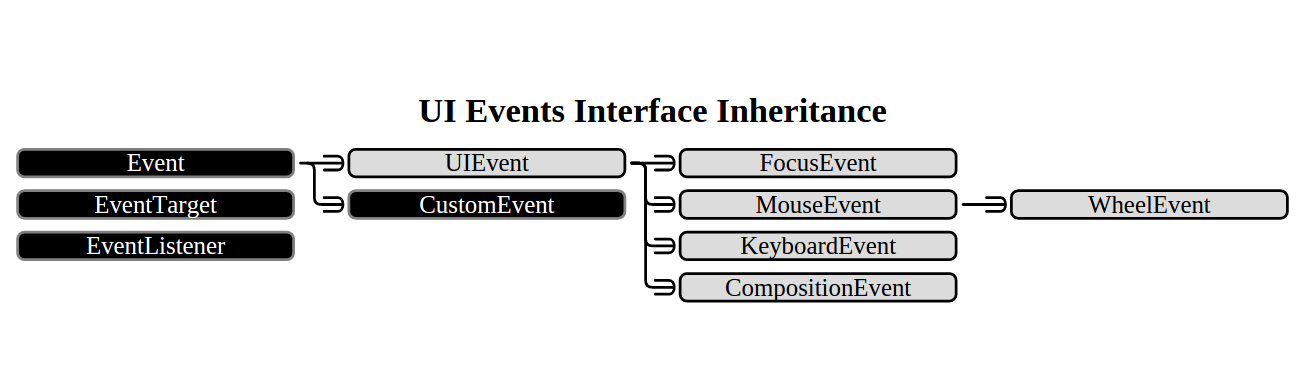 UI Events Interface Inheritance
Event
UIEvent
FocusEvent
EventTarget
CustomEvent
MouseEvent
WheelEvent
EventListener
KeyboardEvent
CompositionEvent